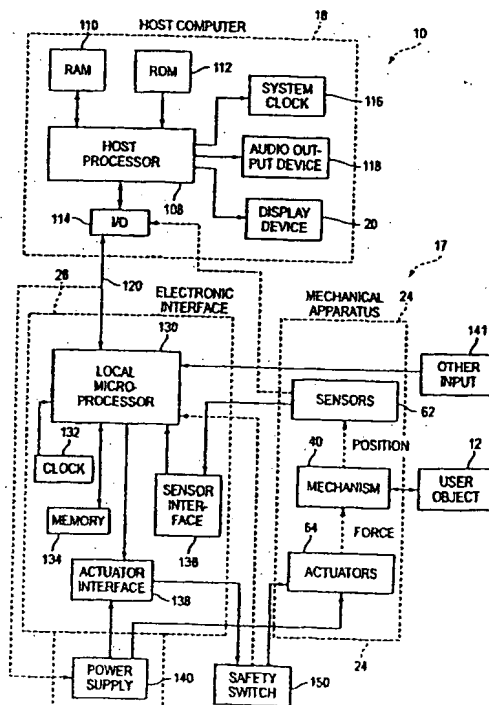 HOST COMPUTER
18
10
110
RAM
ROM
112
SYSTEM
CLOCK
116
HOST
PROCESSOR
AUDIO OUT-
PUT DEVICE
118
108
114
I/O
DISPLAY
DEVICE
20
17
120
26
ELECTRONIC
INTERFACE
MECHANICAL
APPARATUS
24
141
130
LOCAL
MICRO-
PROCESSOR
OTHER
INPUT
SENSORS
62
132
CLOCK
POSITION
40
12
SENSOR
INTER-
FACE
136
MECHANISM
USER
OBJECT
MEMORY
134
FORCE
64
ACTUATORS
ACTUATOR
INTERFACE
138
24
POWER
SUPPLY
140
SAFETY
SWITCH
150